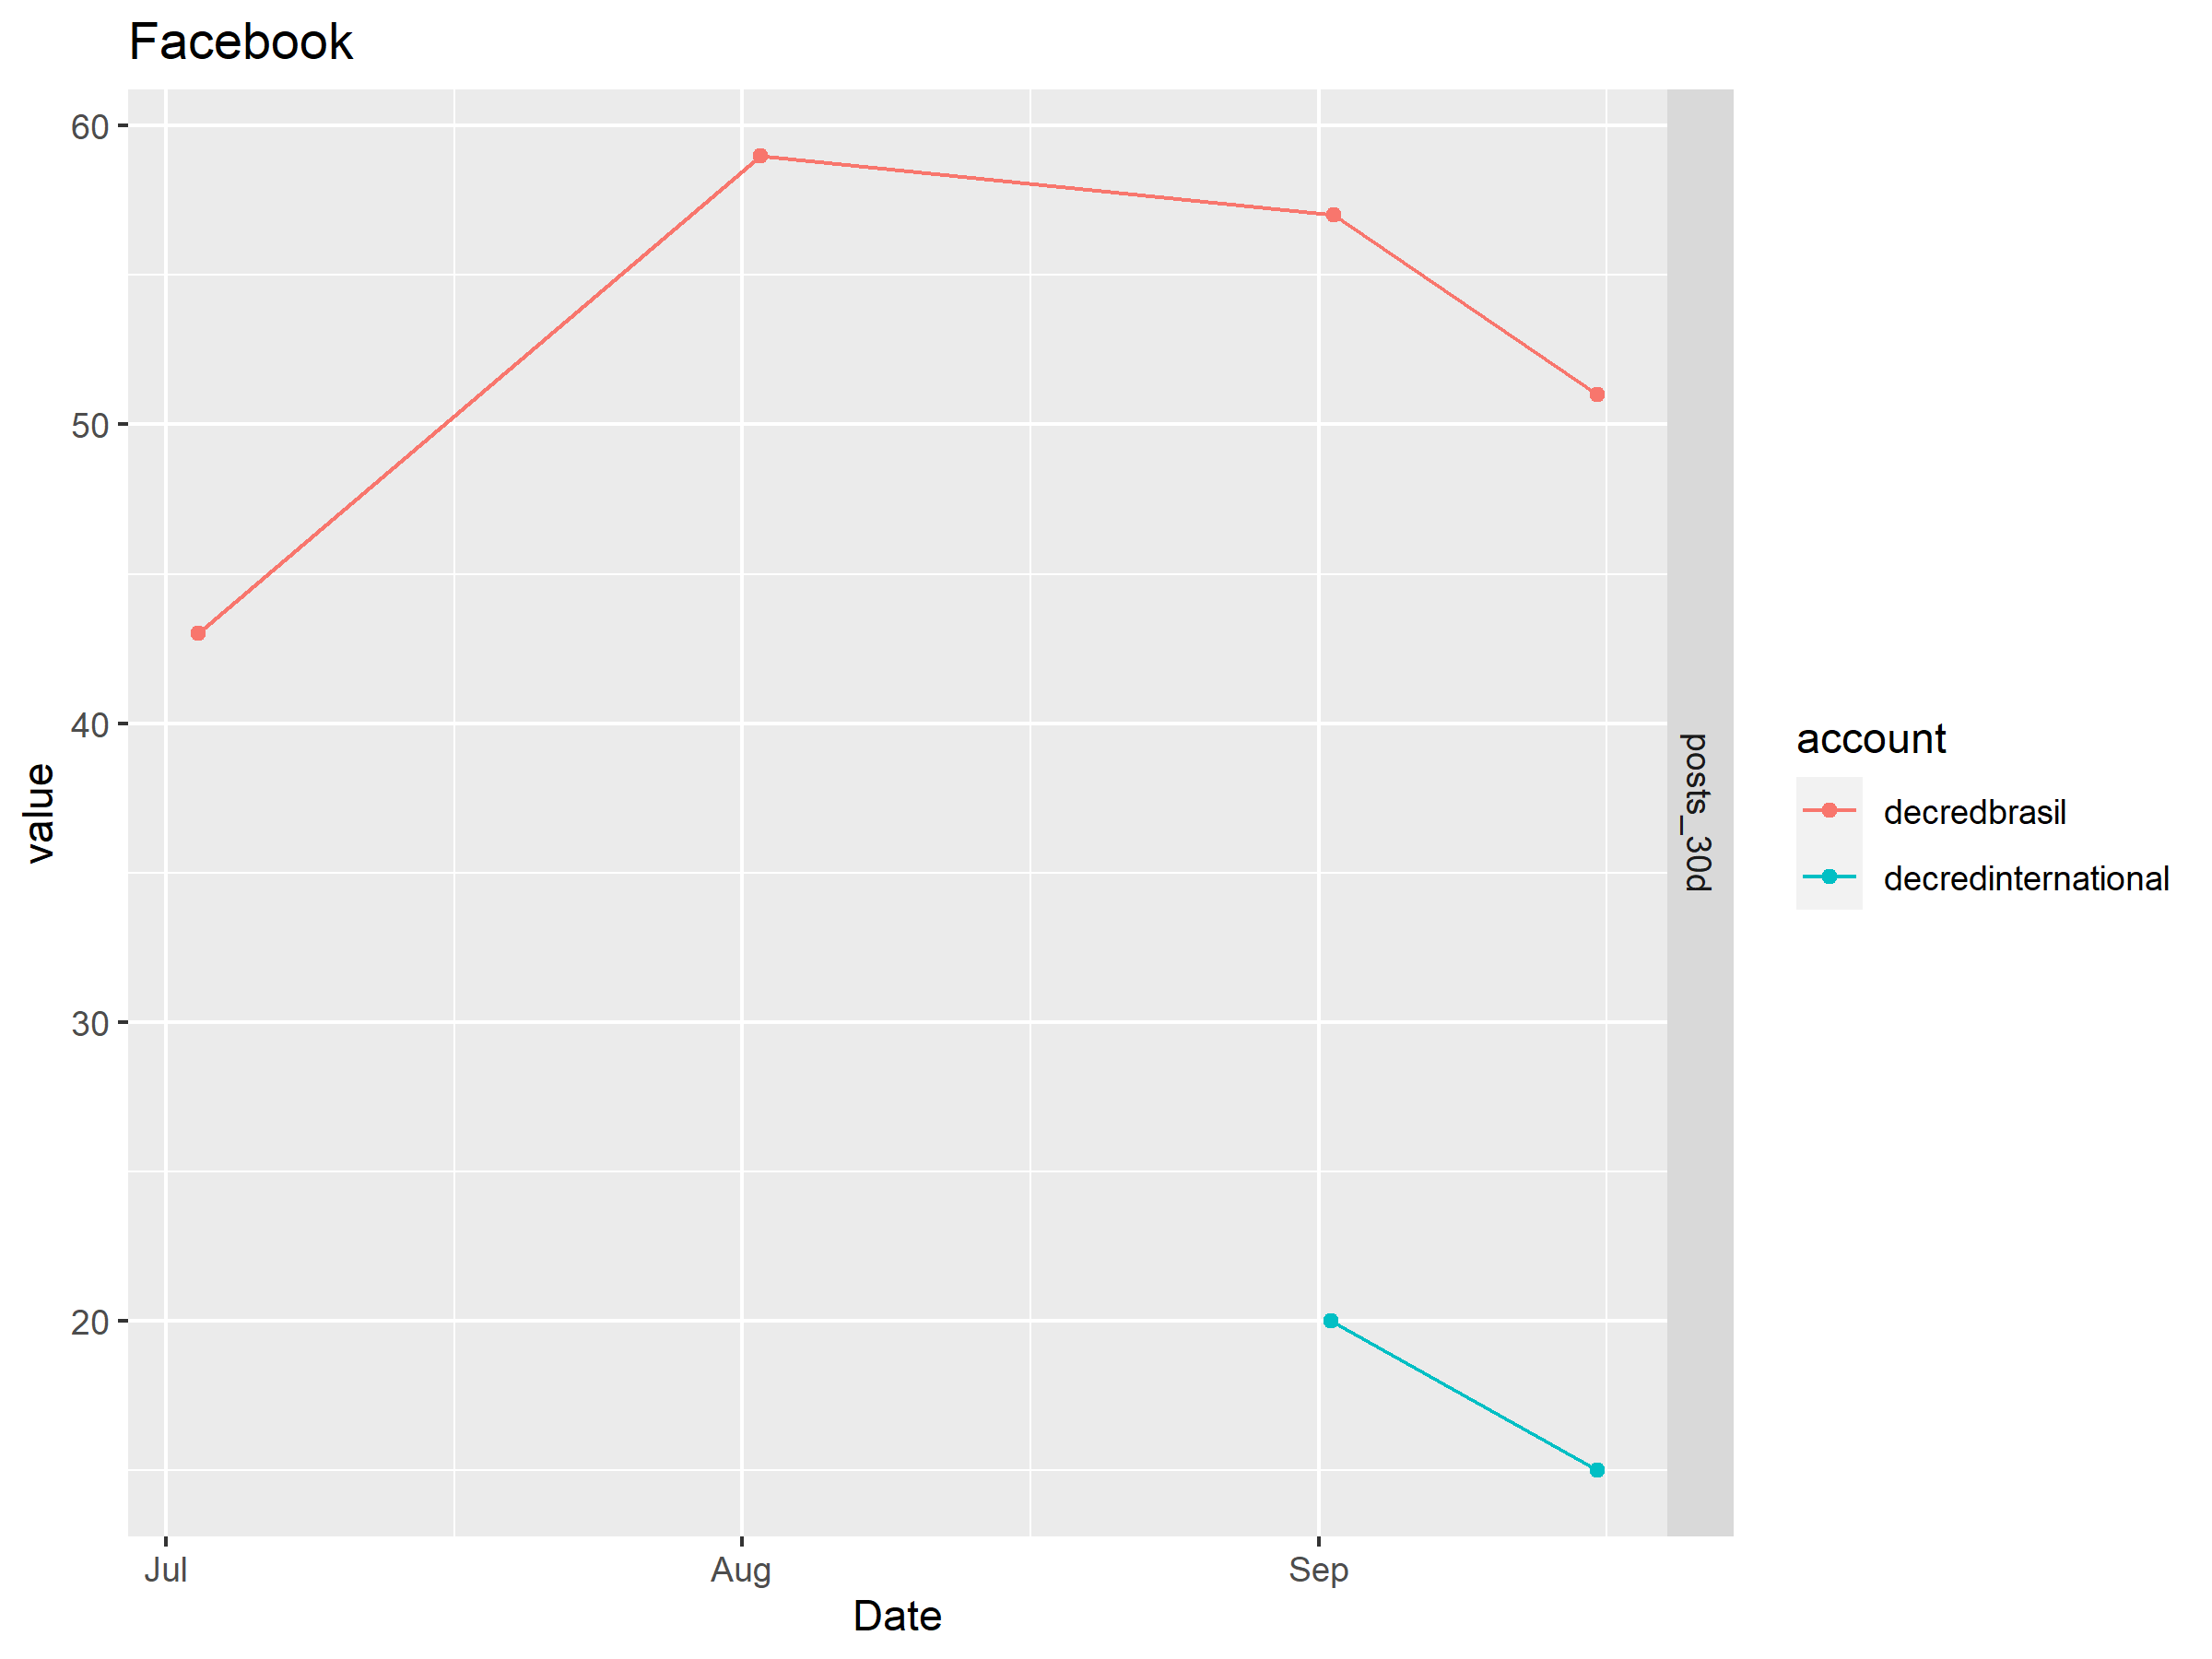 Facebook
60
50
40
30
20
value
Jul
Aug
Sep
Date
posts_30d
account
decredbrasil
decredinternational